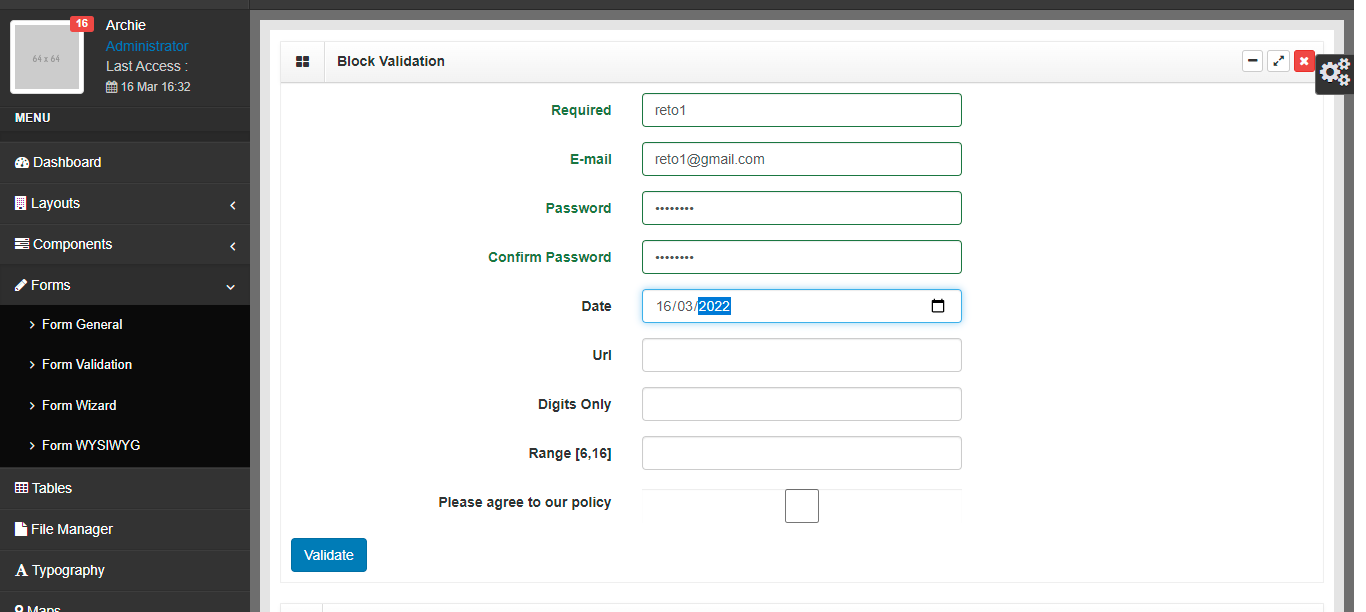 16
Archie
Administrator
Last Access :
16 Mar 16:32
64 x 64
MENU
Dashboard
Layouts
Components
Forms
Form General
Form Validation
Form Wizard
Form WYSIWYG
Tables
File Manager
Typography
Maps
Block Validation
Required
reto1
E-mail
reto1@gmail.com
Password
••••••••
Confirm Password
••••••••
Date
16/03/2022
Url
Digits Only
Range [6,16]
Please agree to our policy
Validate